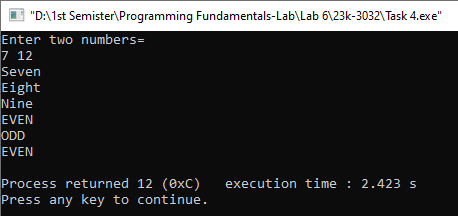 "D:\1st Semister\Programming Fundamentals-Lab\Lab 6\23k-3032\Task 4.exe"
Enter two numbers=
7 12
Seven
Eight
Nine
EVEN
ODD
EVEN
Process returned 12 (0xC)   execution time : 2.423 s
Press any key to continue.